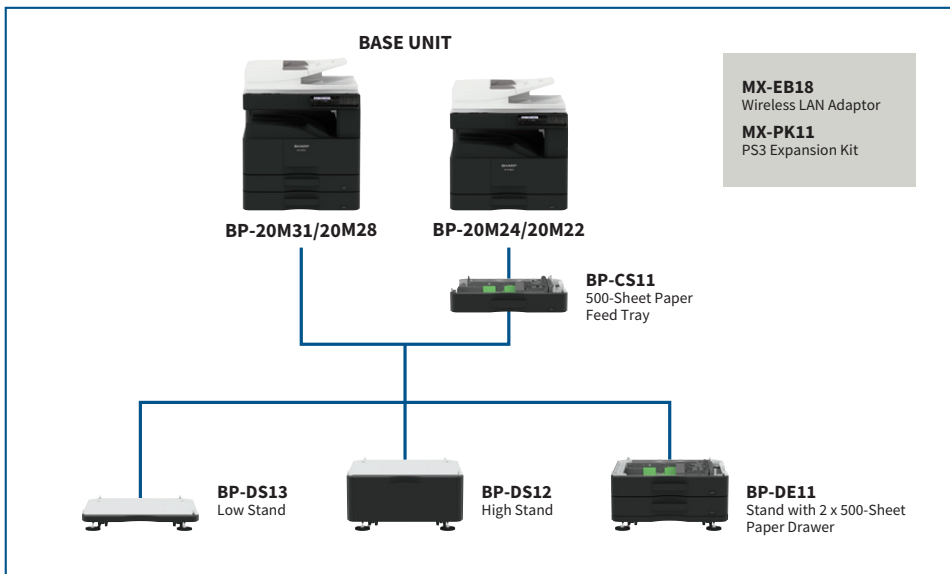 BASE UNIT
MX-EB18
Wireless LAN Adaptor
MX-PK11
PS3 Expansion Kit
BP-20M31/20M28
BP-20M24/20M22
BP-CS11
500-Sheet Paper
Feed Tray
BP-DS13
Low Stand
BP-DS12
High Stand
BP-DE11
Stand with 2 x 500-Sheet
Paper Drawer